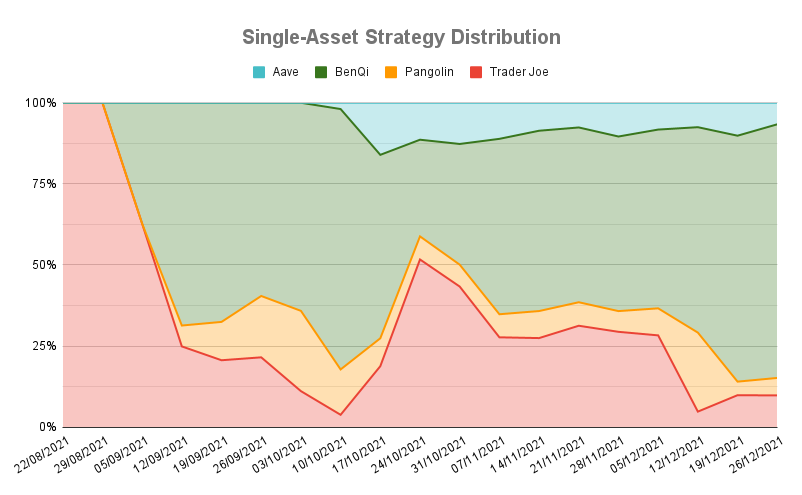 Single-Asset Strategy Distribution
Aave BenQi Pangolin Trader Joe
100%
75%
50%
25%
0%
22/08/2021 29/08/2021 05/09/2021 12/09/2021 19/09/2021 26/09/2021 03/10/2021 10/10/2021 17/10/2021 24/10/2021 31/10/2021 07/11/2021 14/11/2021 21/11/2021 28/11/2021 05/12/2021 12/12/2021 19/12/2021 26/12/2021